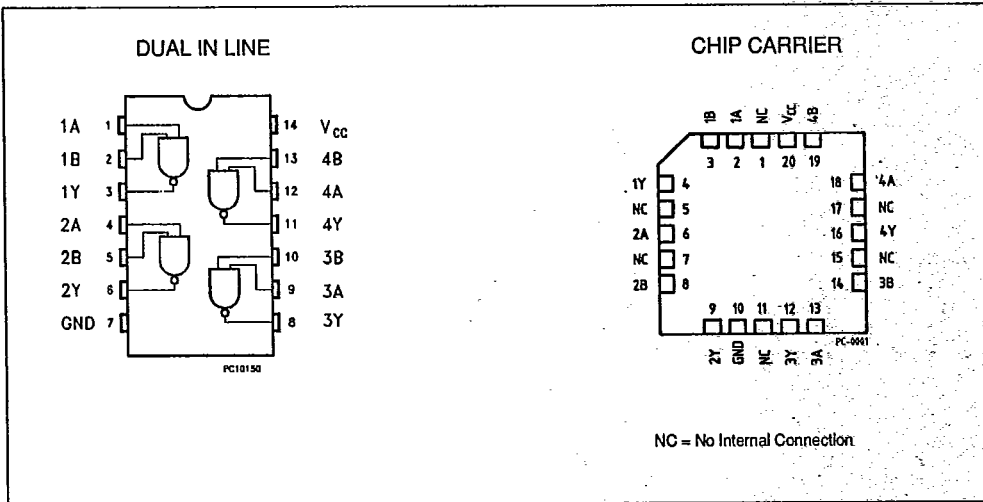 DUAL IN LINE
1A 1
1B 2
1Y 3
2A 4
2B 5
2Y 6
GND 7
14 VCC
13 4B
12 4A
11 4Y
10 3B
9 3A
8 3Y
PC10150
CHIP CARRIER
1B 1A NC VCC 4B
3 2 1 20 19
1Y 4
NC 5
2A 6
NC 7
2B 8
18 4A
17 NC
16 4Y
15 NC
14 3B
9 10 11 12 13
2Y GND NC 3Y 3A
PC-0001
NC = No Internal Connection